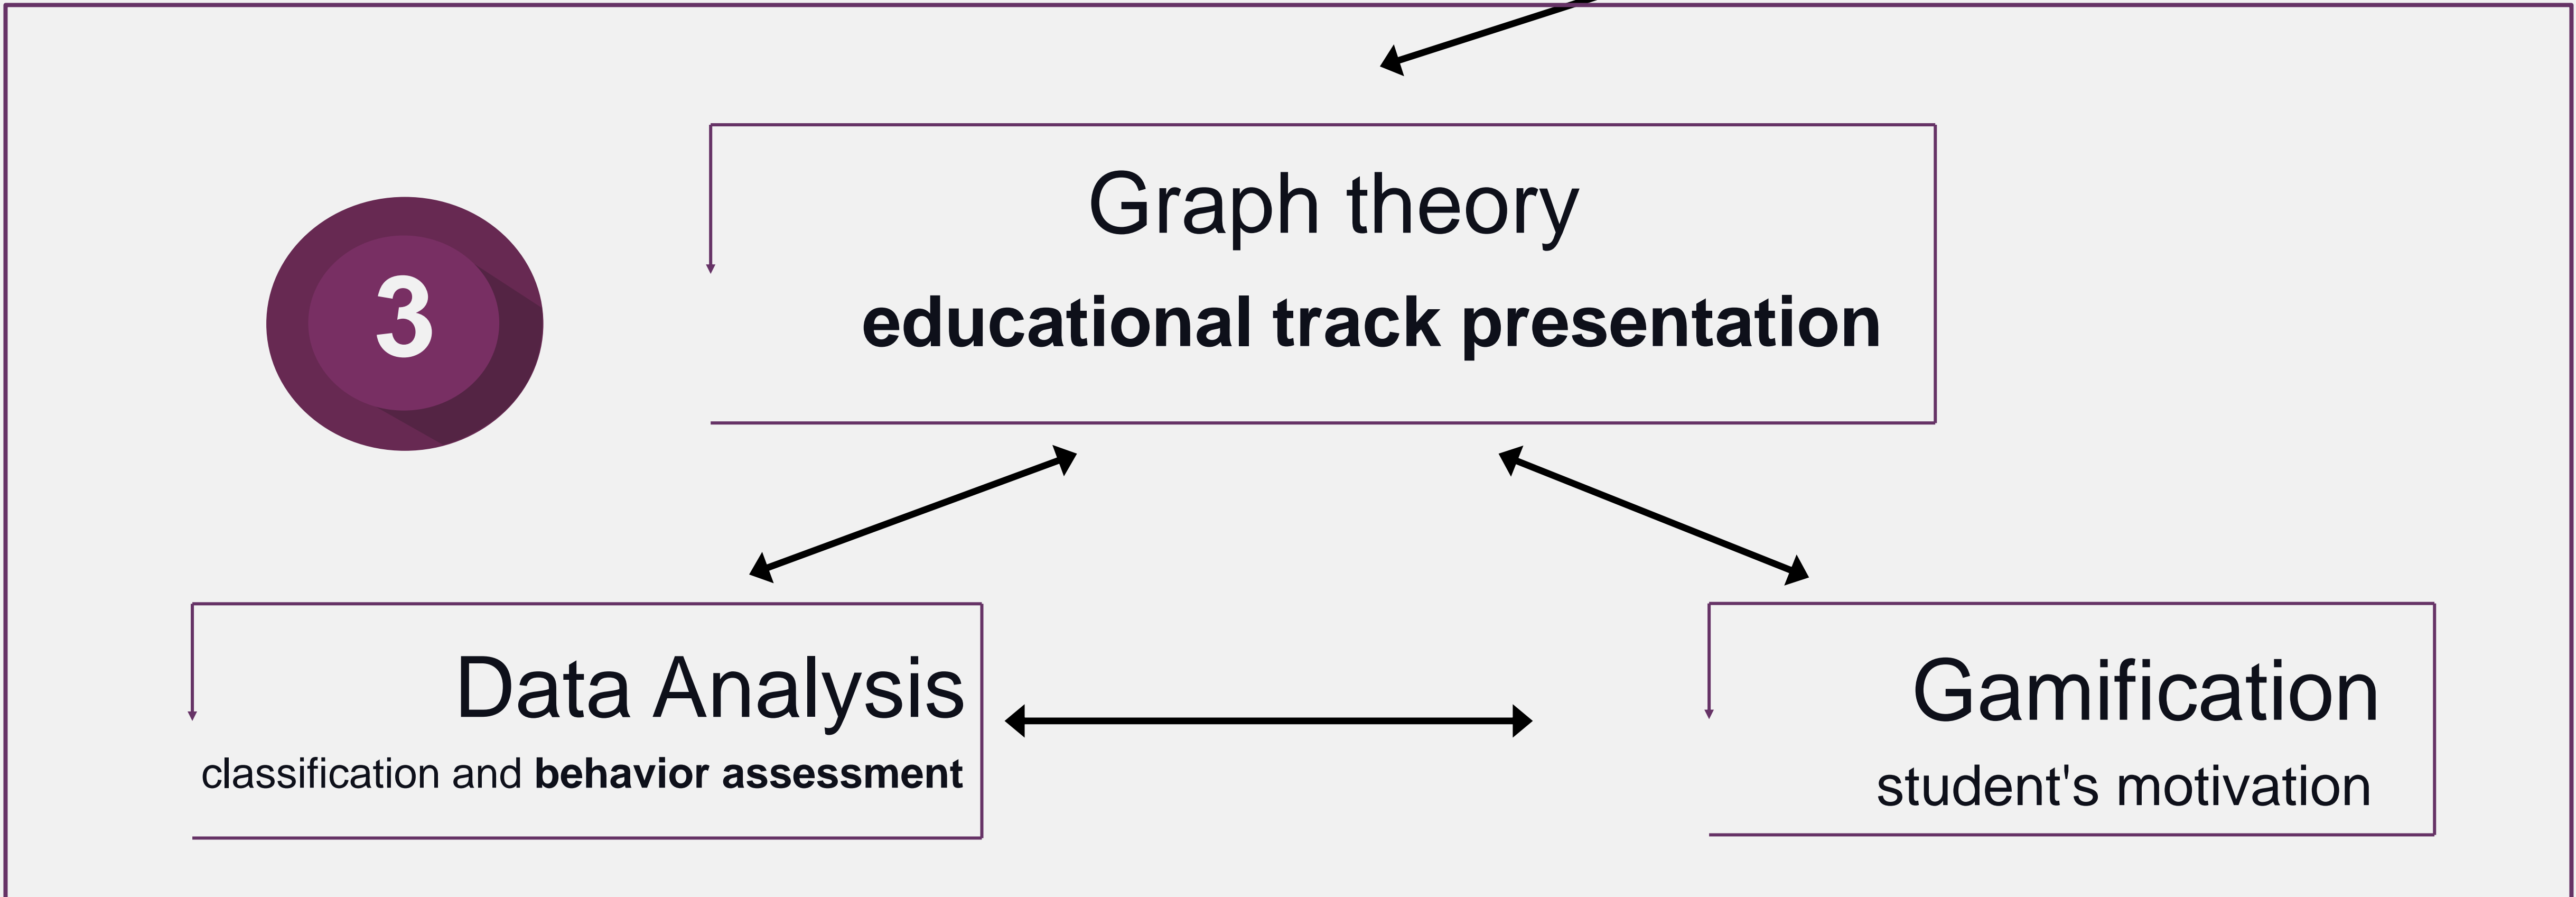 3
Graph theory
educational track presentation
Data Analysis
classification and behavior assessment
Gamification
student's motivation